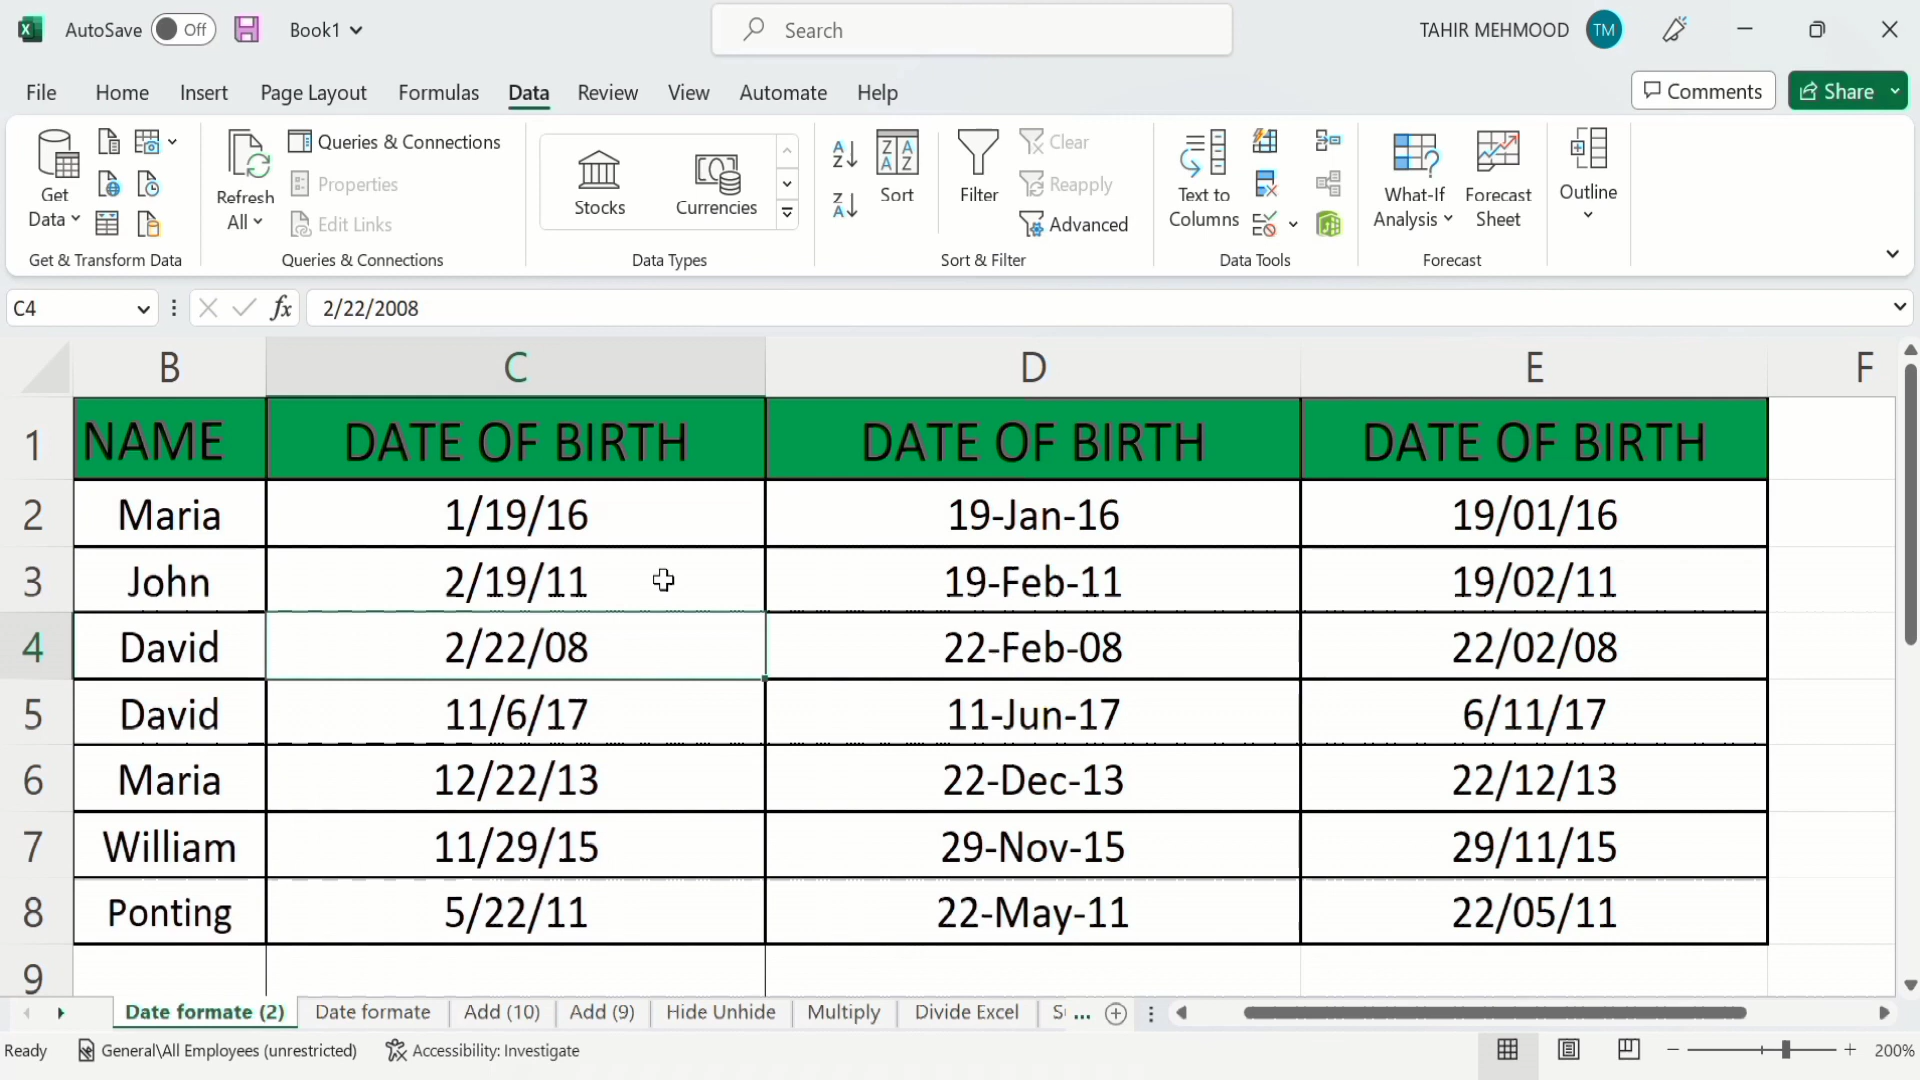 AutoSave Off Book1 Search TAHIR MEHMOOD TM
File Home Insert Page Layout Formulas Data Review View Automate Help Comments Share
Get Data
Refresh All
Queries & Connections
Properties
Edit Links
Stocks
Currencies
Sort
Filter
Clear
Reapply
Advanced
Text to Columns
What-If Analysis
Forecast Sheet
Outline
Get & Transform Data Queries & Connections Data Types Sort & Filter Data Tools Forecast
C4 fx 2/22/2008
B C D E F
1 NAME DATE OF BIRTH DATE OF BIRTH DATE OF BIRTH
2 Maria 1/19/16 19-Jan-16 19/01/16
3 John 2/19/11 19-Feb-11 19/02/11
4 David 2/22/08 22-Feb-08 22/02/08
5 David 11/6/17 11-Jun-17 6/11/17
6 Maria 12/22/13 22-Dec-13 22/12/13
7 William 11/29/15 29-Nov-15 29/11/15
8 Ponting 5/22/11 22-May-11 22/05/11
9
Date formate (2) Date formate Add (10) Add (9) Hide Unhide Multiply Divide Excel ...
Ready General\All Employees (unrestricted) Accessibility: Investigate 200%